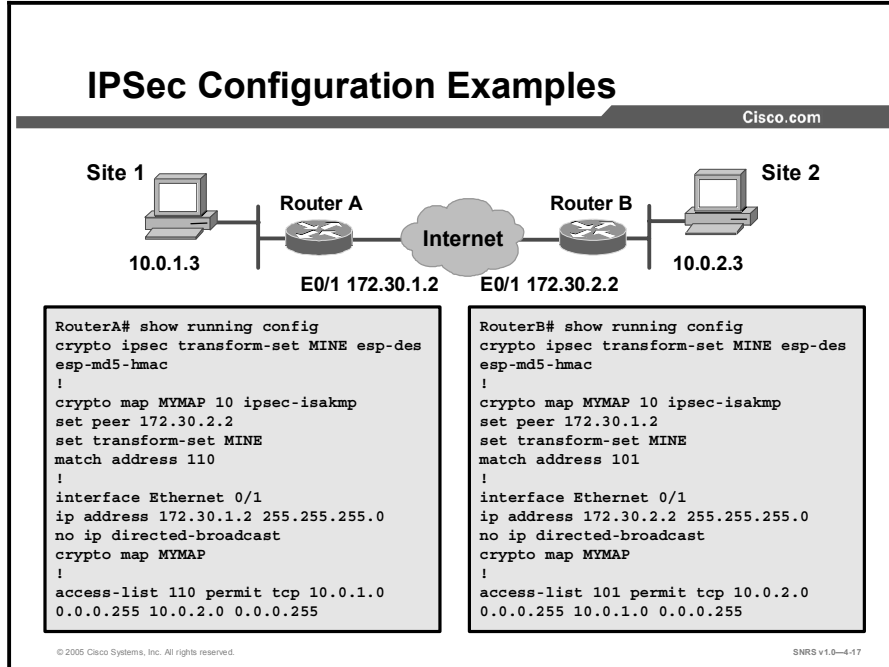 IPSec Configuration Examples
Cisco.com
Site 1
Site 2
Router A
Router B
Internet
10.0.1.3
10.0.2.3
E0/1 172.30.1.2
E0/1 172.30.2.2
RouterA# show running config
crypto ipsec transform-set MINE esp-des
esp-md5-hmac
!
crypto map MYMAP 10 ipsec-isakmp
set peer 172.30.2.2
set transform-set MINE
match address 110
!
interface Ethernet 0/1
ip address 172.30.1.2 255.255.255.0
no ip directed-broadcast
crypto map MYMAP
!
access-list 110 permit tcp 10.0.1.0
0.0.0.255 10.0.2.0 0.0.0.255
RouterB# show running config
crypto ipsec transform-set MINE esp-des
esp-md5-hmac
!
crypto map MYMAP 10 ipsec-isakmp
set peer 172.30.1.2
set transform-set MINE
match address 101
!
interface Ethernet 0/1
ip address 172.30.2.2 255.255.255.0
no ip directed-broadcast
crypto map MYMAP
!
access-list 101 permit tcp 10.0.2.0
0.0.0.255 10.0.1.0 0.0.0.255
© 2005 Cisco Systems, Inc. All rights reserved.
SNRS v1.0—4-17